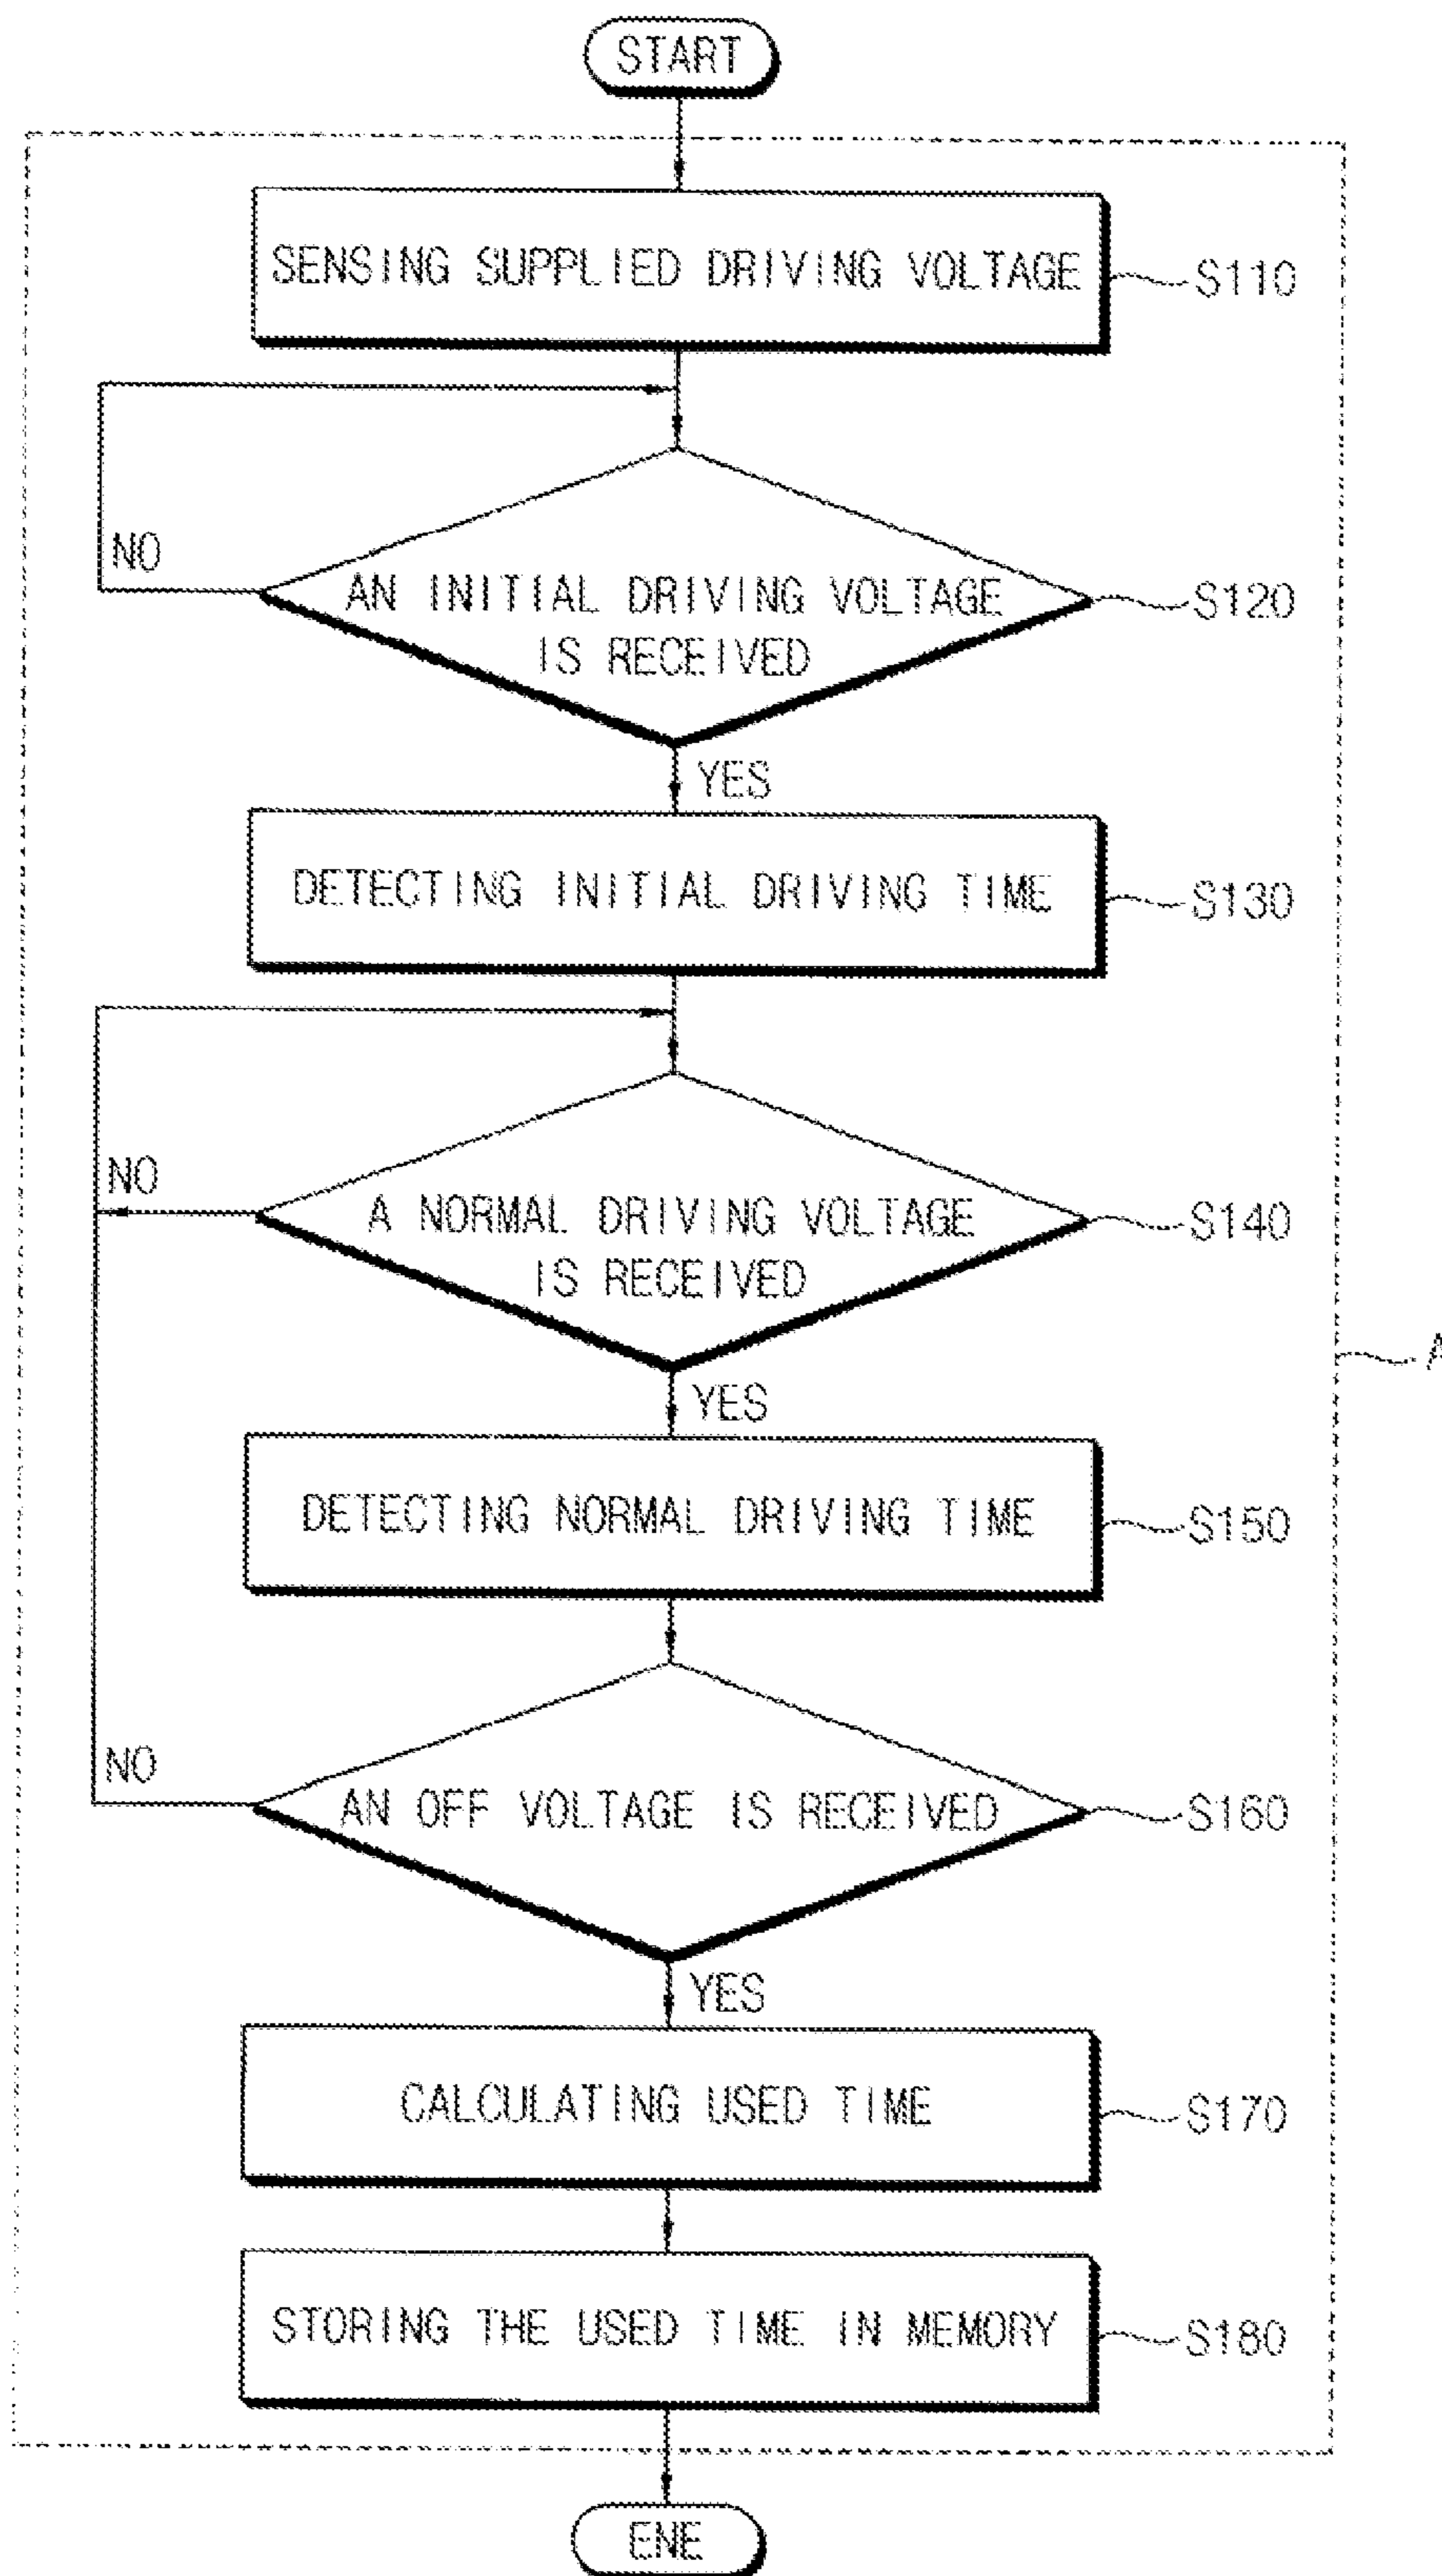 START
SENSING SUPPLIED DRIVING VOLTAGE
S110
NO
AN INITIAL DRIVING VOLTAGE
IS RECEIVED
S120
YES
DETECTING INITIAL DRIVING TIME
S130
NO
A NORMAL DRIVING VOLTAGE
IS RECEIVED
S140
A
YES
DETECTING NORMAL DRIVING TIME
S150
NO
AN OFF VOLTAGE IS RECEIVED
S160
YES
CALCULATING USED TIME
S170
STORING THE USED TIME IN MEMORY
S180
ENE